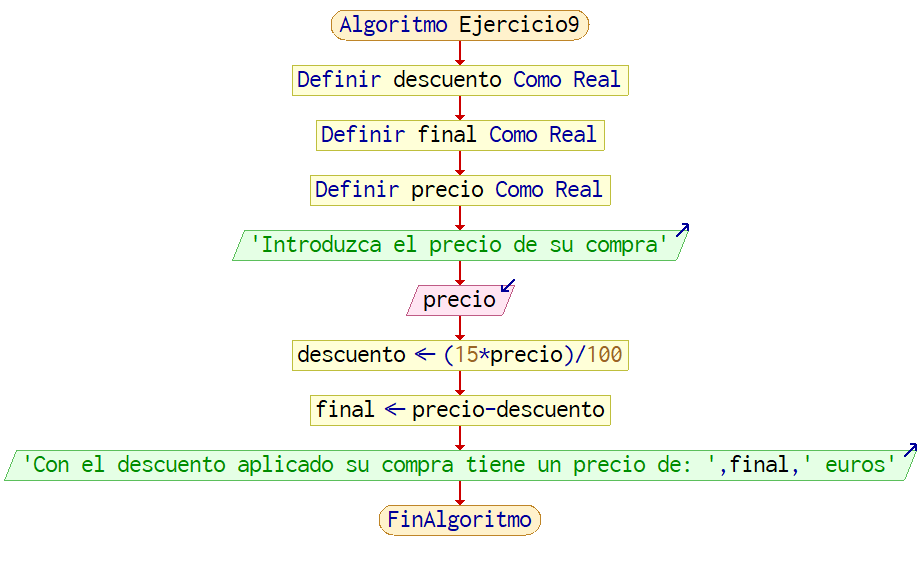 Algoritmo Ejercicio9
Definir descuento Como Real
Definir final Como Real
Definir precio Como Real
'Introduzca el precio de su compra'
precio
descuento ← (15*precio)/100
final ← precio-descuento
'Con el descuento aplicado su compra tiene un precio de: ',final,' euros'
FinAlgoritmo